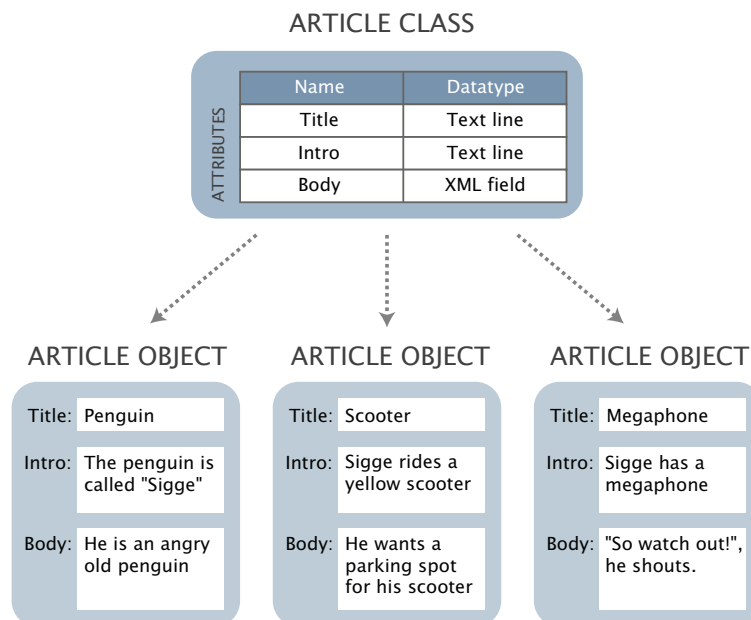 ARTICLE CLASS
ATTRIBUTES
Name Datatype
Title Text line
Intro Text line
Body XML field
ARTICLE OBJECT
Title: Penguin
Intro: The penguin is
called "Sigge"
Body: He is an angry
old penguin
ARTICLE OBJECT
Title: Scooter
Intro: Sigge rides a
yellow scooter
Body: He wants a
parking spot
for his scooter
ARTICLE OBJECT
Title: Megaphone
Intro: Sigge has a
megaphone
Body: "So watch out!",
he shouts.